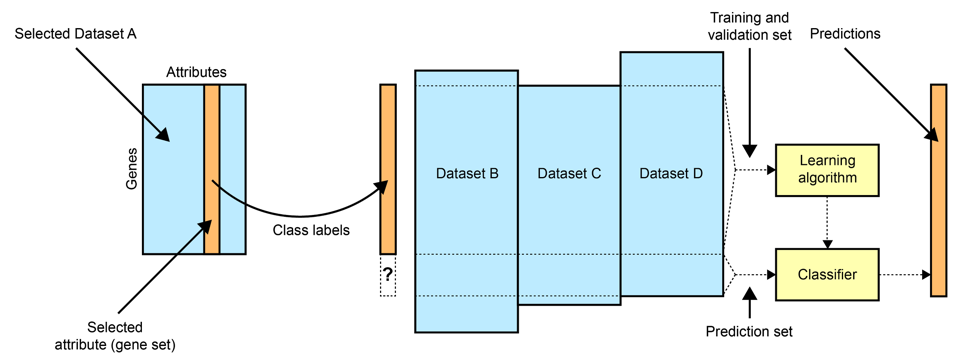 Selected Dataset A
Attributes
Genes
Selected
attribute (gene set)
Class labels
?
Dataset B
Dataset C
Dataset D
Training and
validation set
Learning
algorithm
Classifier
Prediction set
Predictions